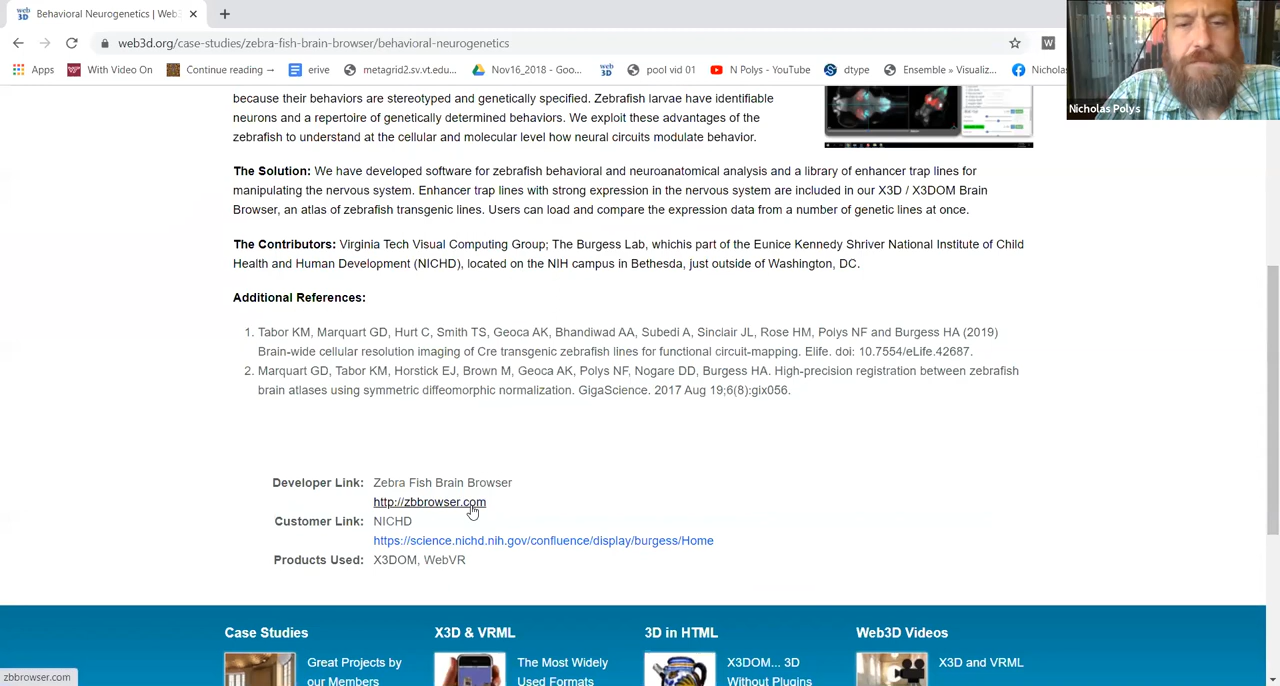 Behavioral Neurogenetics | Web3
web3d.org/case-studies/zebra-fish-brain-browser/behavioral-neurogenetics
Apps With Video On Continue reading → erive metagrid2.sv.vt.edu... Nov16_2018 - Goo... web 3D pool vid 01 N Polys - YouTube dtype Ensemble » Visualiz... Nichola
Nicholas Polys
because their behaviors are stereotyped and genetically specified. Zebrafish larvae have identifiable
neurons and repertoire of genetically determined behaviors. We exploit these advantages of the
zebrafish to understand at the cellular and molecular level how neural circuits modulate behavior.
The Solution: We have developed software for zebrafish behavioral and neuroanatomical analysis and a library of enhancer trap lines for
manipulating the nervous system. Enhancer trap lines with strong expression in the nervous system are included in our X3D / X3DOM Brain
Browser, an atlas of zebrafish transgenic lines. Users can load and compare the expression data from a number of genetic lines at once.
The Contributors: Virginia Tech Visual Computing Group; The Burgess Lab, whichis part of the Eunice Kennedy Shriver National Institute of Child
Health and Human Development (NICHD), located on the NIH campus in Bethesda, just outside of Washington, DC.
Additional References:
1. Tabor KM, Marquart GD, Hurt C, Smith TS, Geoca AK, Bhandiwad AA, Subedi A, Sinclair JL, Rose HM, Polys NF and Burgess HA (2019)
Brain-wide cellular resolution imaging of Cre transgenic zebrafish lines for functional circuit-mapping. Elife. doi: 10.7554/eLife.42687.
2. Marquart GD, Tabor KM, Horstick EJ, Brown M, Geoca AK, Polys NF, Nogare DD, Burgess HA. High-precision registration between zebrafish
brain atlases using symmetric diffeomorphic normalization. GigaScience. 2017 Aug 19;6(8):gix056.
Developer Link: Zebra Fish Brain Browser
http://zbbrowser.com
Customer Link: NICHD
https://science.nichd.nih.gov/confluence/display/burgess/Home
Products Used: X3DOM, WebVR
Case Studies X3D & VRML 3D in HTML Web3D Videos
Great Projects by The Most Widely X3DOM... 3D X3D and VRML
our Members Used Formats Without Plugins
zbbrowser.com